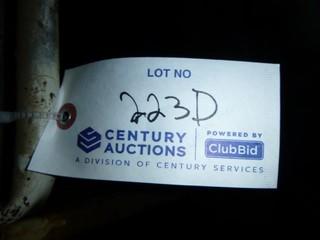 LOT NO
223D
CENTURY AUCTIONS
POWERED BY
ClubBid
A DIVISION OF CENTURY SERVICES